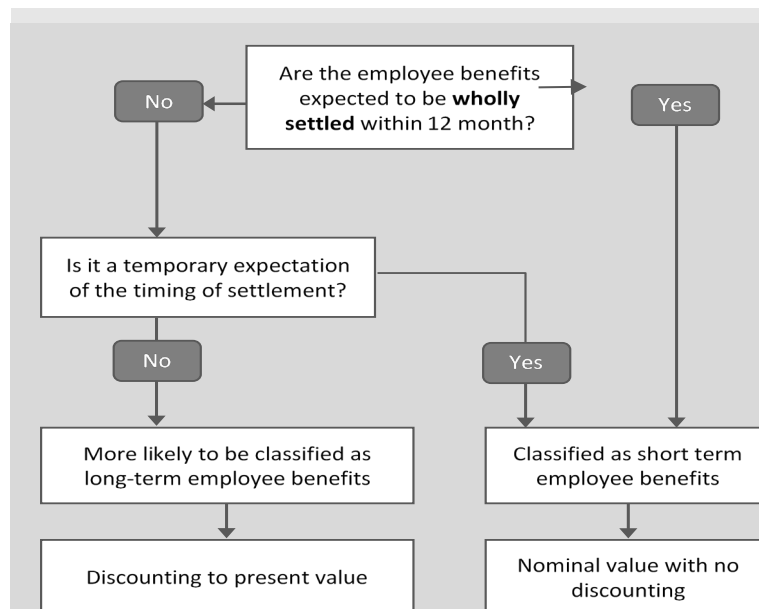 Are the employee benefits
expected to be wholly
settled within 12 month?
No
Yes
Is it a temporary expectation
of the timing of settlement?
No
Yes
More likely to be classified as
long-term employee benefits
Classified as short term
employee benefits
Discounting to present value
Nominal value with no
discounting